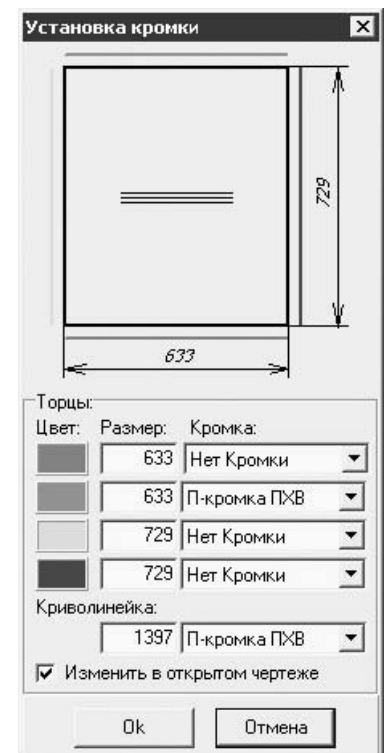 Установка кромки
729
633
Торцы:
Цвет: Размер: Кромка:
633 Нет Кромки
633 П-кромка ПХВ
729 Нет Кромки
729 Нет Кромки
Криволинейка:
1397 П-кромка ПХВ
Изменить в открытом чертеже
Ok Отмена